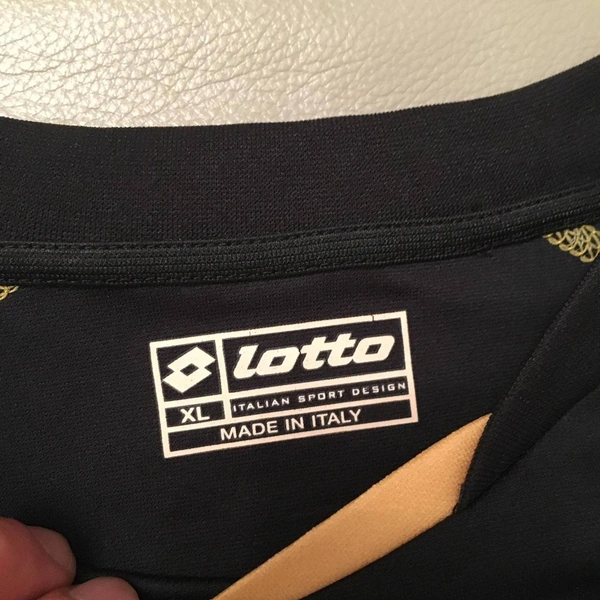 lotto
XL ITALIAN SPORT DESIGN
MADE IN ITALY